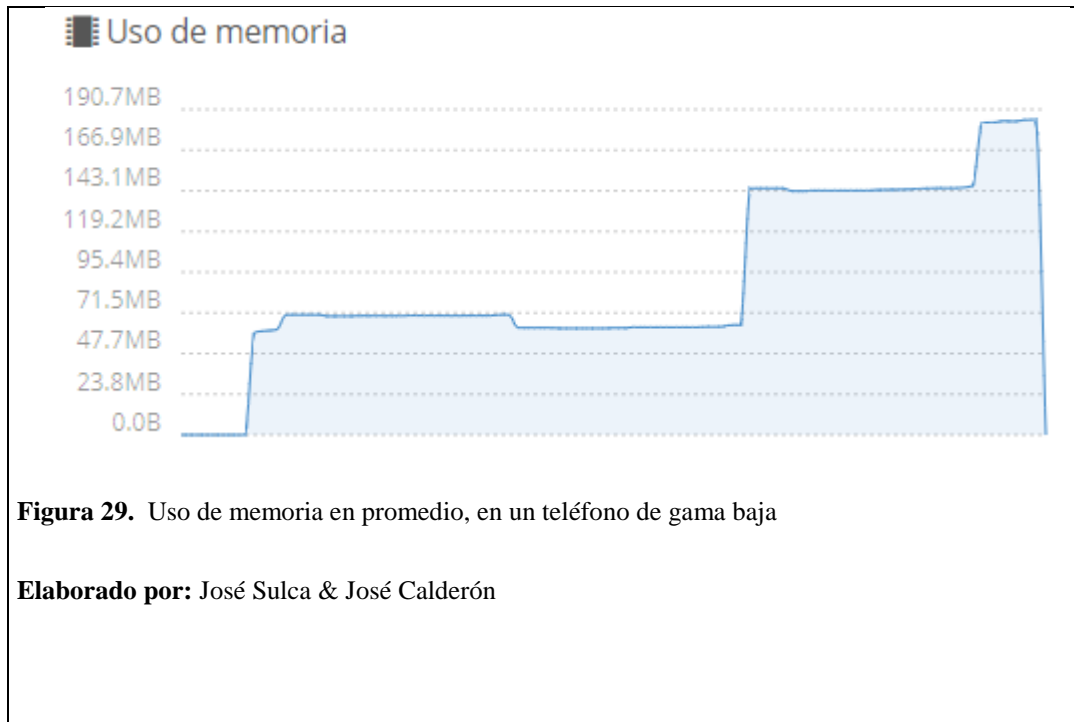 Uso de memoria
190.7MB
166.9MB
143.1MB
119.2MB
95.4MB
71.5MB
47.7MB
23.8MB
0.0B
Figura 29. Uso de memoria en promedio, en un teléfono de gama baja
Elaborado por: José Sulca & José Calderón